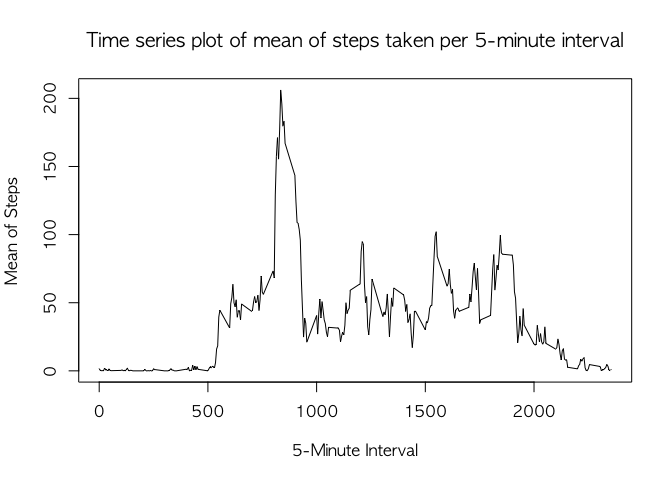 Time series plot of mean of steps taken per 5-minute interval
Mean of Steps
200
150
100
50
0
0 500 1000 1500 2000
5-Minute Interval